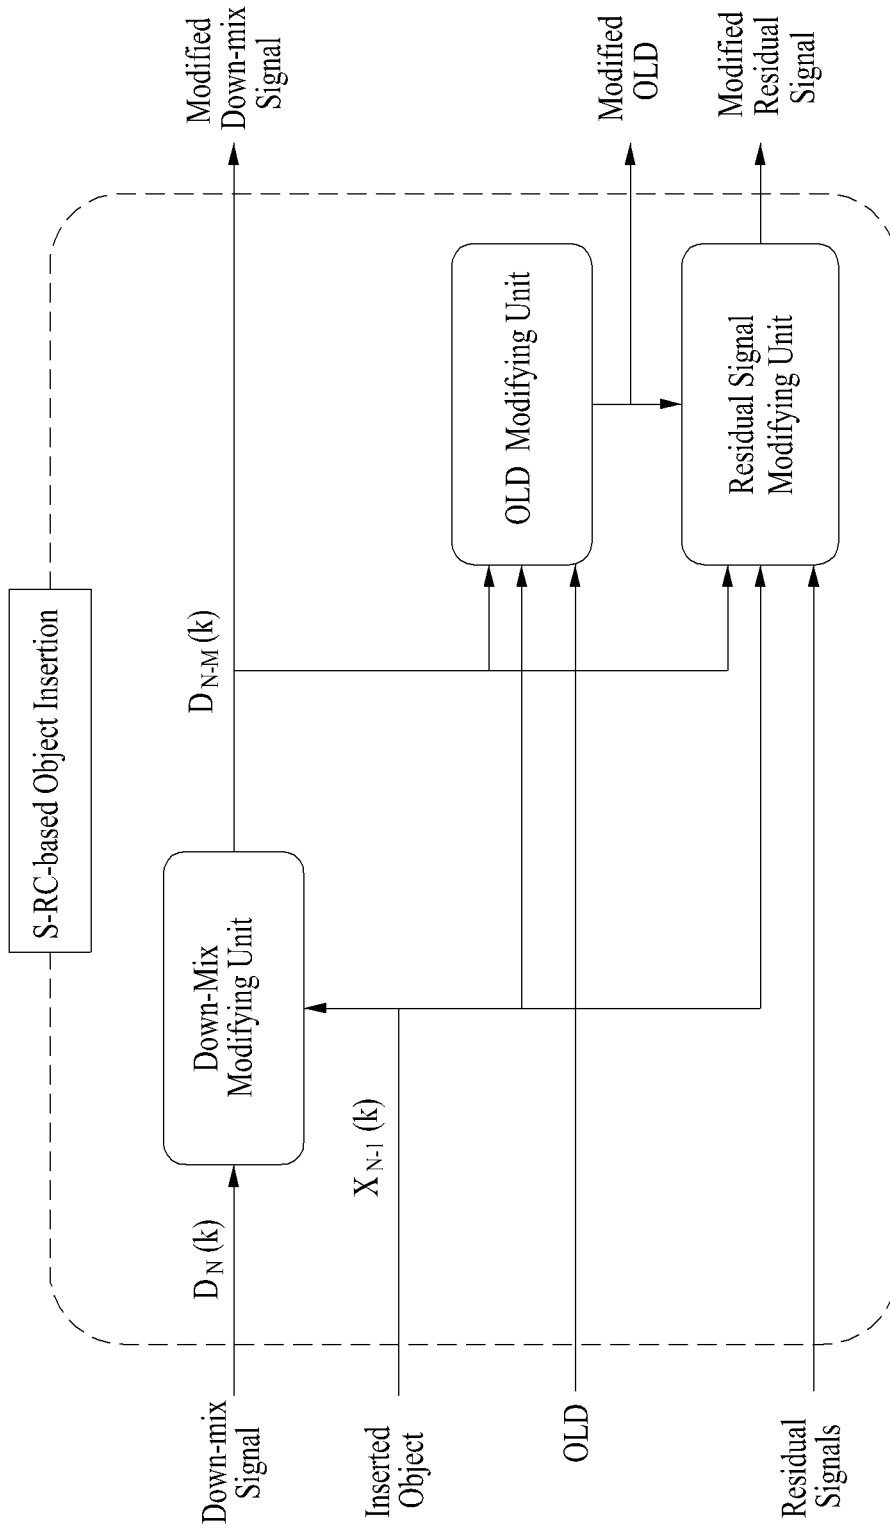 S-RC-based Object Insertion
Down-mix
Signal
D_N (k)
Down-Mix
Modifying Unit
D_N-M (k)
Modified
Down-mix
Signal
Inserted
Object
X_N-1 (k)
OLD
OLD Modifying Unit
Modified
OLD
Residual
Signals
Residual Signal
Modifying Unit
Modified
Residual
Signal